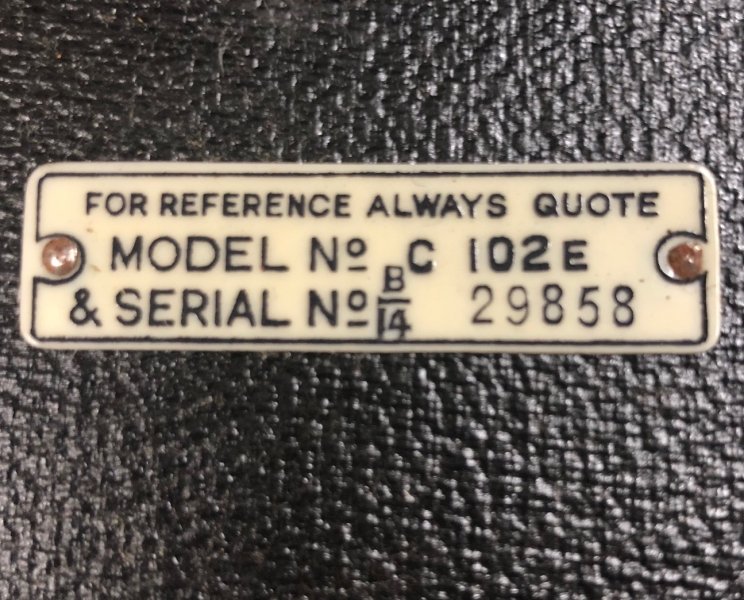 FOR REFERENCE ALWAYS QUOTE
MODEL Nº C 102E
& SERIAL Nº B/14 29858